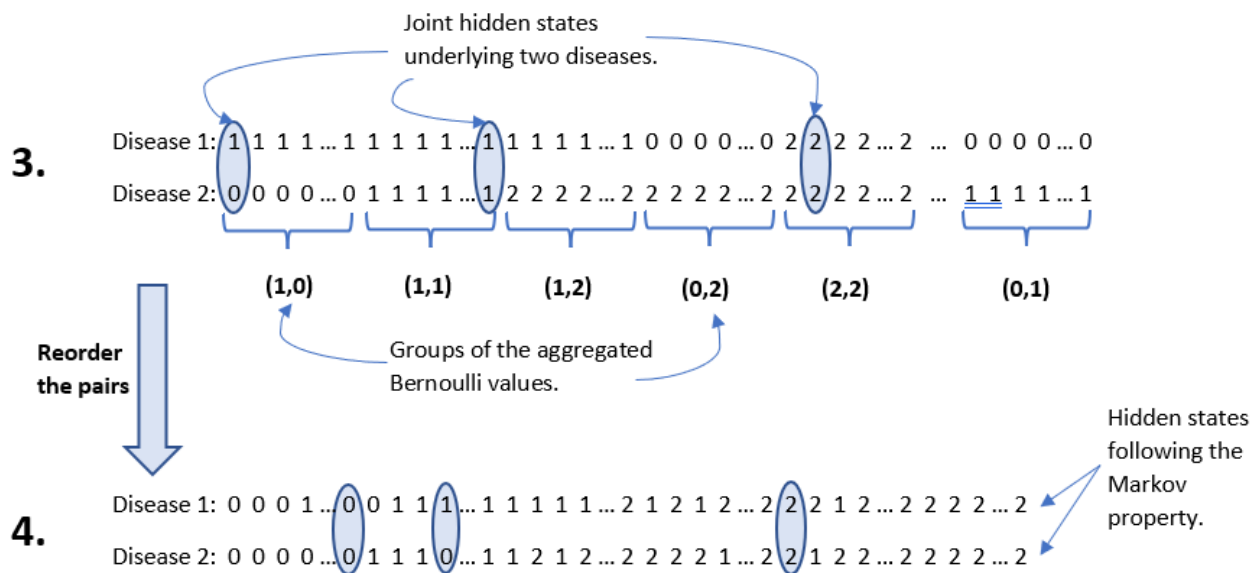 Joint hidden states
underlying two diseases.
3.
Disease 1: 1 1 1 1 ... 1 1 1 1 1 ... 1 1 1 1 1 ... 1 0 0 0 0 ... 0 2 2 2 2 ... 2 ... 0 0 0 0 ... 0
Disease 2: 0 0 0 0 ... 0 1 1 1 1 ... 1 2 2 2 2 ... 2 2 2 2 2 ... 2 2 2 2 2 ... 2 ... 1 1 1 1 ... 1
(1,0) (1,1) (1,2) (0,2) (2,2) (0,1)
Reorder
the pairs
Groups of the aggregated
Bernoulli values.
Hidden states
following the
Markov
property.
4.
Disease 1: 0 0 0 1 ... 0 0 1 1 1 ... 1 1 1 1 1 ... 2 1 2 1 2 ... 2 2 2 1 2 ... 2 2 2 2 ... 2
Disease 2: 0 0 0 0 ... 0 1 1 1 0 ... 1 1 2 1 2 ... 2 2 2 2 1 ... 2 2 1 2 2 ... 2 2 2 2 ... 2